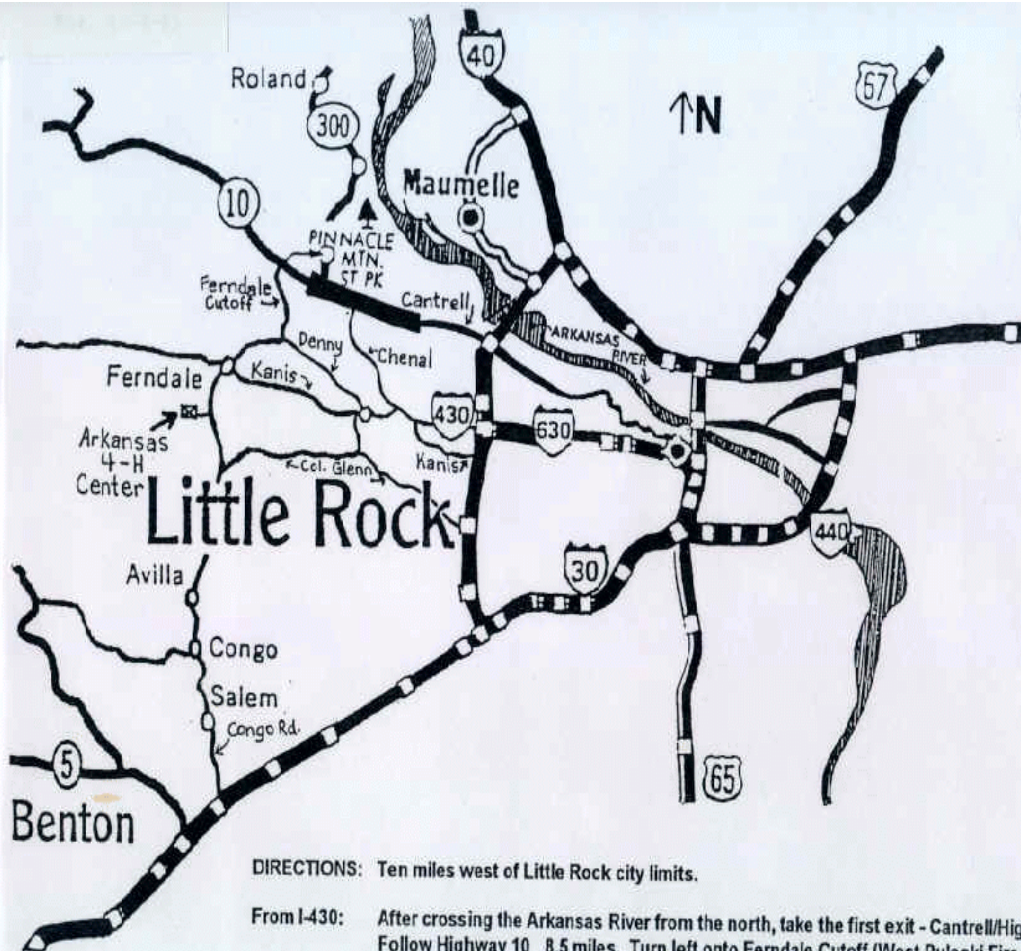 40
67
Roland
↑N
300
Maumelle
10
PINNACLE
MTN.
ST PK
Ferndale
Cutoff
Cantrell
ARKANSAS
RIVER
Denny
Chenal
Ferndale
Kanis
430
630
Arkansas
4-H
Center
Col. Glenn
Kanis
Little Rock
440
30
Avilla
Congo
Salem
Congo Rd.
5
65
Benton
DIRECTIONS: Ten miles west of Little Rock city limits.
From I-430: After crossing the Arkansas River from the north, take the first exit - Cantrell/Hig
Follow Highway 10 8.5 miles. Turn left onto Ferndale Cutoff (West Pulaski Fire